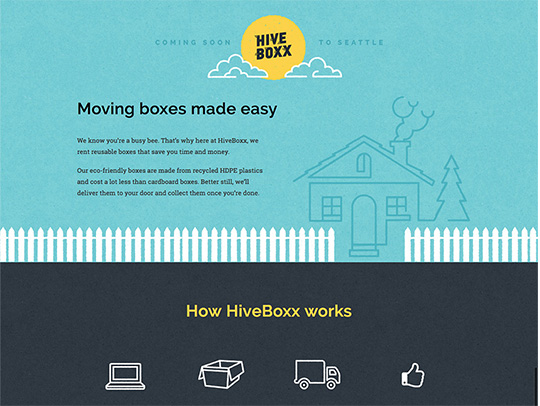 COMING SOON
HIVE
BOXX
TO SEATTLE
Moving boxes made easy
We know you're a busy bee. That's why here at HiveBoxx, we
rent reusable boxes that save you time and money.
Our eco-friendly boxes are made from recycled HDPE plastics
and cost a lot less than cardboard boxes. Better still, we'll
deliver them to your door and collect them once you're done.
How HiveBoxx works